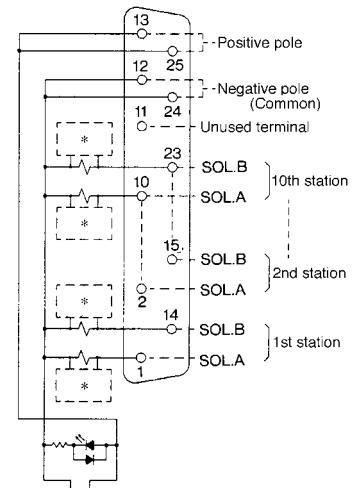 13
Positive pole
25
12
Negative pole
(Common)
24
11
Unused terminal
*
23
SOL.B
10th station
10
SOL.A
*
15
SOL.B
2nd station
SOL.A
2
*
14
SOL.B
1st station
SOL.A
1
*